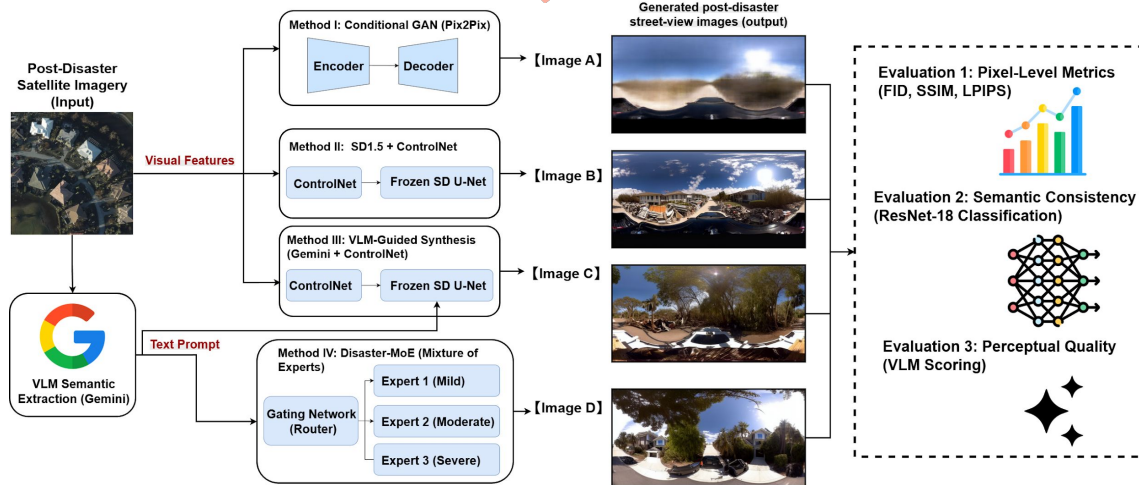 Post-Disaster
Satellite Imagery
(Input)
Visual Features
VLM Semantic
Extraction (Gemini)
Text Prompt
Method I: Conditional GAN (Pix2Pix)
Encoder
Decoder
【Image A】
Method II:  SD1.5 + ControlNet
ControlNet
Frozen SD U-Net
【Image B】
Method III: VLM-Guided Synthesis
(Gemini + ControlNet)
ControlNet
Frozen SD U-Net
【Image C】
Method IV: Disaster-MoE (Mixture of
Experts)
Gating Network
(Router)
Expert 1 (Mild)
Expert 2 (Moderate)
Expert 3 (Severe)
【Image D】
Generated post-disaster
street-view images (output)
Evaluation 1: Pixel-Level Metrics
(FID, SSIM, LPIPS)
Evaluation 2: Semantic Consistency
(ResNet-18 Classification)
Evaluation 3: Perceptual Quality
(VLM Scoring)